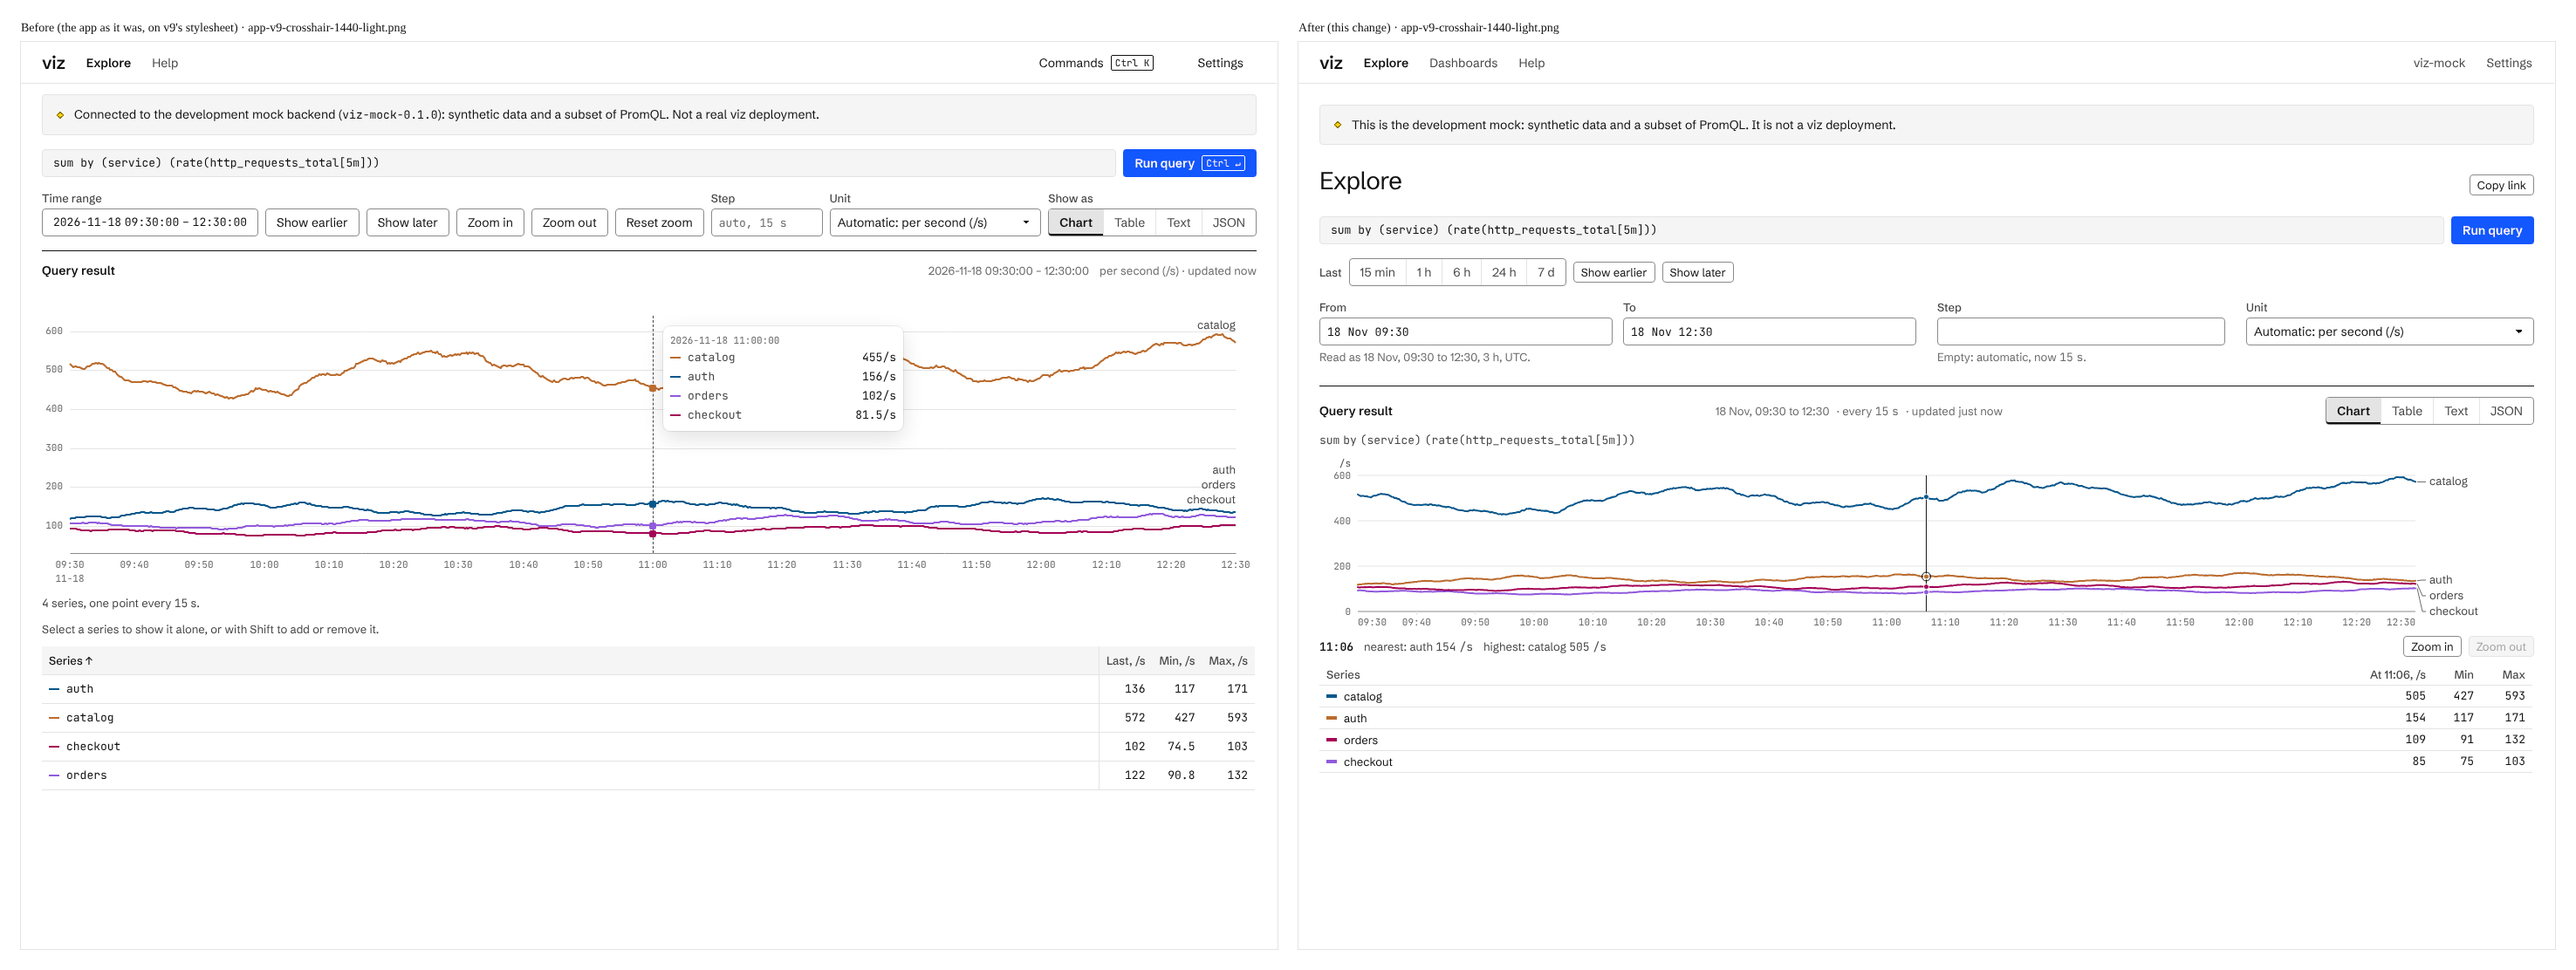 Before (the app as it was, on v9's stylesheet) · app-v9-crosshair-1440-light.png
viz Explore Help Commands Ctrl K Settings
Connected to the development mock backend (viz-mock-0.1.0): synthetic data and a subset of PromQL. Not a real viz deployment.
sum by (service) (rate(http_requests_total[5m])) Run query Ctrl ↵
Time range Step Unit Show as
2026-11-18 09:30:00 – 12:30:00 Show earlier Show later Zoom in Zoom out Reset zoom auto, 15 s Automatic: per second (/s) Chart Table Text JSON
Query result 2026-11-18 09:30:00 – 12:30:00 per second (/s) · updated now
600
500
400
300
200
100
catalog
2026-11-18 11:00:00
catalog 455/s
auth 156/s
orders 102/s
checkout 81.5/s
auth
orders
checkout
09:30 09:40 09:50 10:00 10:10 10:20 10:30 10:40 10:50 11:00 11:10 11:20 11:30 11:40 11:50 12:00 12:10 12:20 12:30
11-18
4 series, one point every 15 s.
Select a series to show it alone, or with Shift to add or remove it.
Series ↑ Last, /s Min, /s Max, /s
auth 136 117 171
catalog 572 427 593
checkout 102 74.5 103
orders 122 90.8 132
After (this change) · app-v9-crosshair-1440-light.png
viz Explore Dashboards Help viz-mock Settings
This is the development mock: synthetic data and a subset of PromQL. It is not a viz deployment.
Explore Copy link
sum by (service) (rate(http_requests_total[5m])) Run query
Last 15 min 1 h 6 h 24 h 7 d Show earlier Show later
From To Step Unit
18 Nov 09:30 18 Nov 12:30 Automatic: per second (/s)
Read as 18 Nov, 09:30 to 12:30, 3 h, UTC. Empty: automatic, now 15 s.
Query result 18 Nov, 09:30 to 12:30 · every 15 s · updated just now Chart Table Text JSON
sum by (service) (rate(http_requests_total[5m]))
/s
600
400
200
0
catalog
auth
orders
checkout
09:30 09:40 09:50 10:00 10:10 10:20 10:30 10:40 10:50 11:00 11:10 11:20 11:30 11:40 11:50 12:00 12:10 12:20 12:30
11:06 nearest: auth 154 /s highest: catalog 505 /s Zoom in Zoom out
Series At 11:06, /s Min Max
catalog 505 427 593
auth 154 117 171
orders 109 91 132
checkout 85 75 103